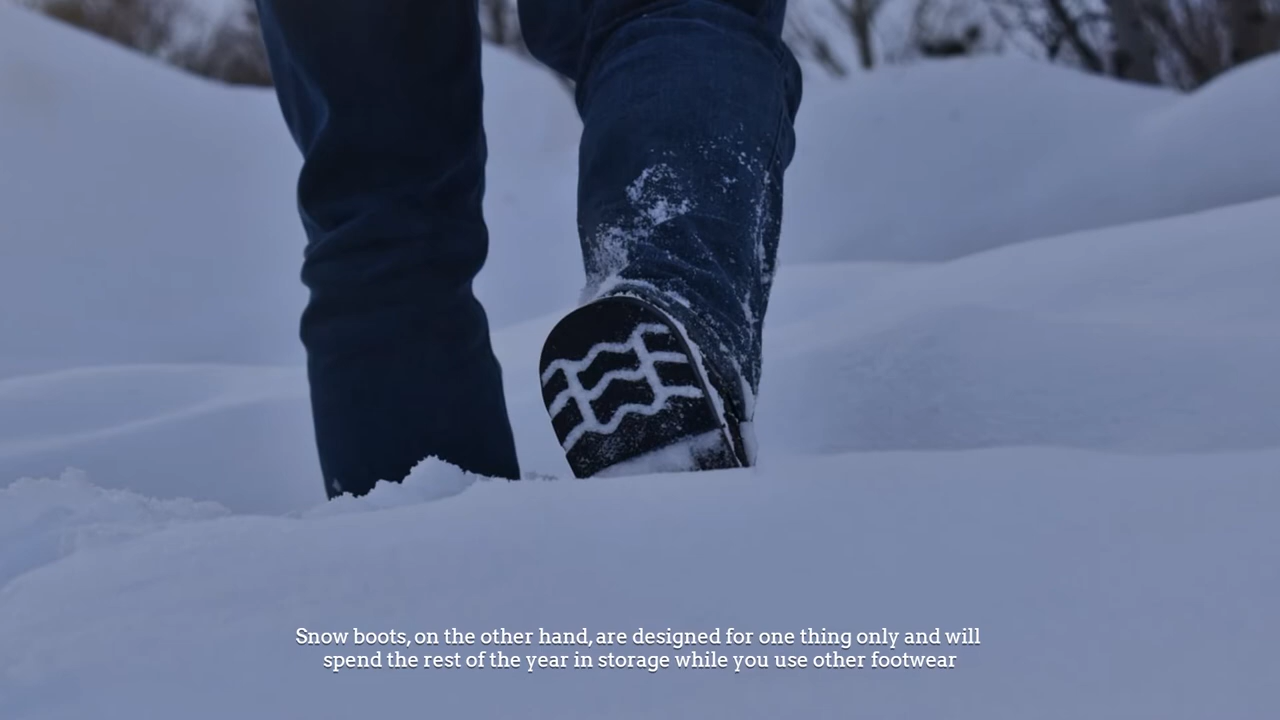 Snow boots, on the other hand, are designed for one thing only and will
spend the rest of the year in storage while you use other footwear